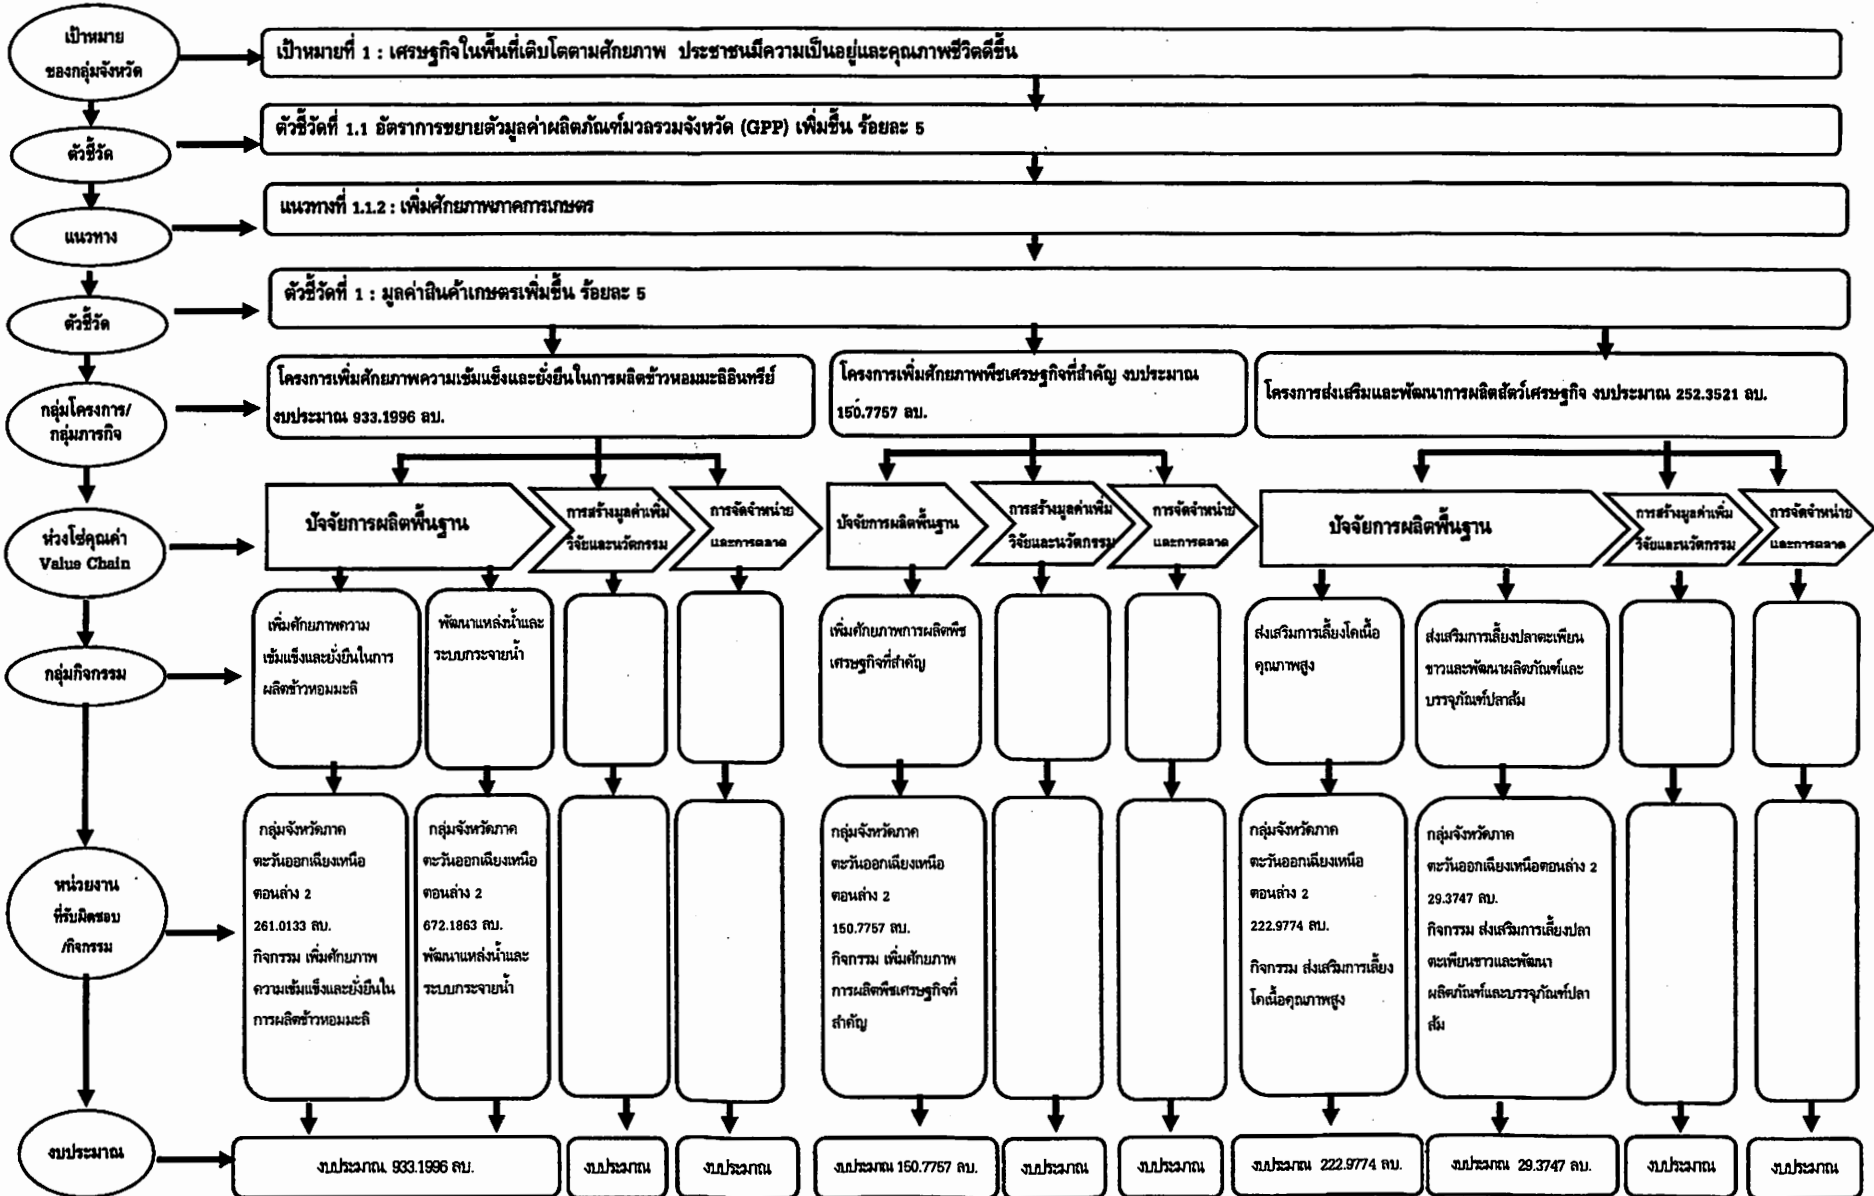 เป้าหมาย
ของกลุ่มจังหวัด
เป้าหมายที่ 1 : เศรษฐกิจในพื้นที่เติบโตตามศักยภาพ ประชาชนมีความเป็นอยู่และคุณภาพชีวิตดีขึ้น
ตัวชี้วัด
ตัวชี้วัดที่ 1.1 อัตราการขยายตัวมูลค่าผลิตภัณฑ์มวลรวมจังหวัด (GPP) เพิ่มขึ้น ร้อยละ 5
แนวทาง
แนวทางที่ 1.1.2 : เพิ่มศักยภาพภาคการเกษตร
ตัวชี้วัด
ตัวชี้วัดที่ 1 : มูลค่าสินค้าเกษตรเพิ่มขึ้น ร้อยละ 5
กลุ่มโครงการ/
กลุ่มภารกิจ
โครงการเพิ่มศักยภาพความเข้มแข็งและยั่งยืนในการผลิตข้าวหอมมะลิอินทรีย์
งบประมาณ 933.1996 ลบ.
โครงการเพิ่มศักยภาพพืชเศรษฐกิจที่สำคัญ งบประมาณ
150.7757 ลบ.
โครงการส่งเสริมและพัฒนาการผลิตสัตว์เศรษฐกิจ งบประมาณ 252.3521 ลบ.
ห่วงโซ่คุณค่า
Value Chain
ปัจจัยการผลิตพื้นฐาน
การสร้างมูลค่าเพิ่ม
วิจัยและนวัตกรรม
การจัดจำหน่าย
และการตลาด
ปัจจัยการผลิตพื้นฐาน
การสร้างมูลค่าเพิ่ม
วิจัยและนวัตกรรม
การจัดจำหน่าย
และการตลาด
ปัจจัยการผลิตพื้นฐาน
การสร้างมูลค่าเพิ่ม
วิจัยและนวัตกรรม
การจัดจำหน่าย
และการตลาด
กลุ่มกิจกรรม
เพิ่มศักยภาพความ
เข้มแข็งและยั่งยืนในการ
ผลิตข้าวหอมมะลิ
พัฒนาแหล่งน้ำและ
ระบบกระจายน้ำ
เพิ่มศักยภาพการผลิตพืช
เศรษฐกิจที่สำคัญ
ส่งเสริมการเลี้ยงโคเนื้อ
คุณภาพสูง
ส่งเสริมการเลี้ยงปลาตะเพียน
ขาวและพัฒนาผลิตภัณฑ์และ
บรรจุภัณฑ์ปลาส้ม
หน่วยงาน
ที่รับผิดชอบ
/กิจกรรม
กลุ่มจังหวัดภาค
ตะวันออกเฉียงเหนือ
ตอนล่าง 2
261.0133 ลบ.
กิจกรรม เพิ่มศักยภาพ
ความเข้มแข็งและยั่งยืนใน
การผลิตข้าวหอมมะลิ
กลุ่มจังหวัดภาค
ตะวันออกเฉียงเหนือ
ตอนล่าง 2
672.1863 ลบ.
พัฒนาแหล่งน้ำและ
ระบบกระจายน้ำ
กลุ่มจังหวัดภาค
ตะวันออกเฉียงเหนือ
ตอนล่าง 2
150.7757 ลบ.
กิจกรรม เพิ่มศักยภาพ
การผลิตพืชเศรษฐกิจที่
สำคัญ
กลุ่มจังหวัดภาค
ตะวันออกเฉียงเหนือ
ตอนล่าง 2
222.9774 ลบ.
กิจกรรม ส่งเสริมการเลี้ยง
โคเนื้อคุณภาพสูง
กลุ่มจังหวัดภาค
ตะวันออกเฉียงเหนือตอนล่าง 2
29.3747 ลบ.
กิจกรรม ส่งเสริมการเลี้ยงปลา
ตะเพียนขาวและพัฒนา
ผลิตภัณฑ์และบรรจุภัณฑ์ปลา
ส้ม
งบประมาณ
งบประมาณ 933.1996 ลบ.
งบประมาณ
งบประมาณ
งบประมาณ 150.7757 ลบ.
งบประมาณ
งบประมาณ
งบประมาณ 222.9774 ลบ.
งบประมาณ 29.3747 ลบ.
งบประมาณ
งบประมาณ